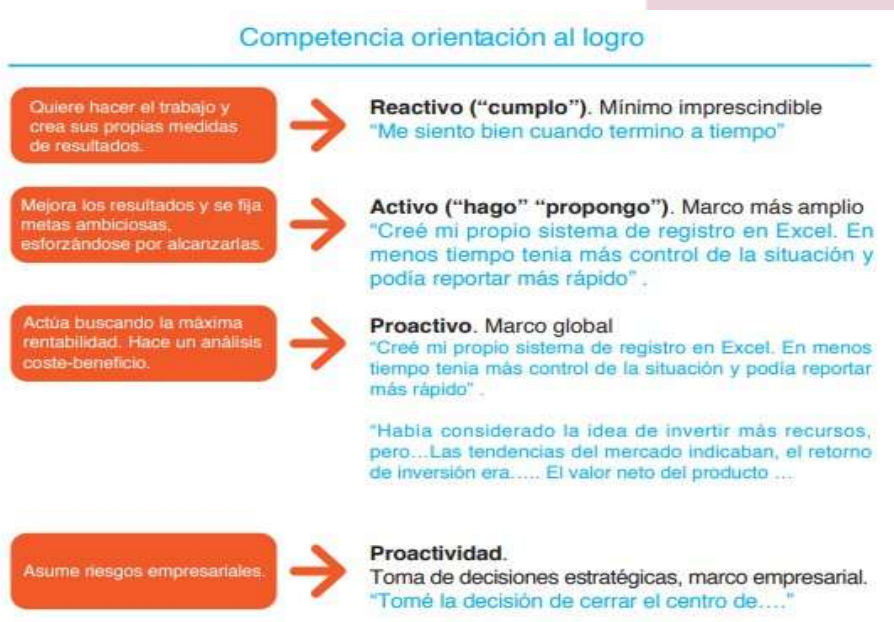 Competencia orientación al logro
Quiere hacer el trabajo y
crea sus propias medidas
de resultados.
Reactivo (“cumplo”). Mínimo imprescindible
“Me siento bien cuando termino a tiempo”
Mejora los resultados y se fija
metas ambiciosas,
esforzándose por alcanzarlas.
Activo (“hago” “propongo”). Marco más amplio
“Creé mi propio sistema de registro en Excel. En
menos tiempo tenia más control de la situación y
podía reportar más rápido” .
Actúa buscando la máxima
rentabilidad. Hace un análisis
coste-beneficio.
Proactivo. Marco global
“Creé mi propio sistema de registro en Excel. En menos
tiempo tenia más control de la situación y podía reportar
más rápido” .
“Había considerado la idea de invertir más recursos,
pero…Las tendencias del mercado indicaban, el retorno
de inversión era….. El valor neto del producto …
Asume riesgos empresariales.
Proactividad.
Toma de decisiones estratégicas, marco empresarial.
“Tomé la decisión de cerrar el centro de….”